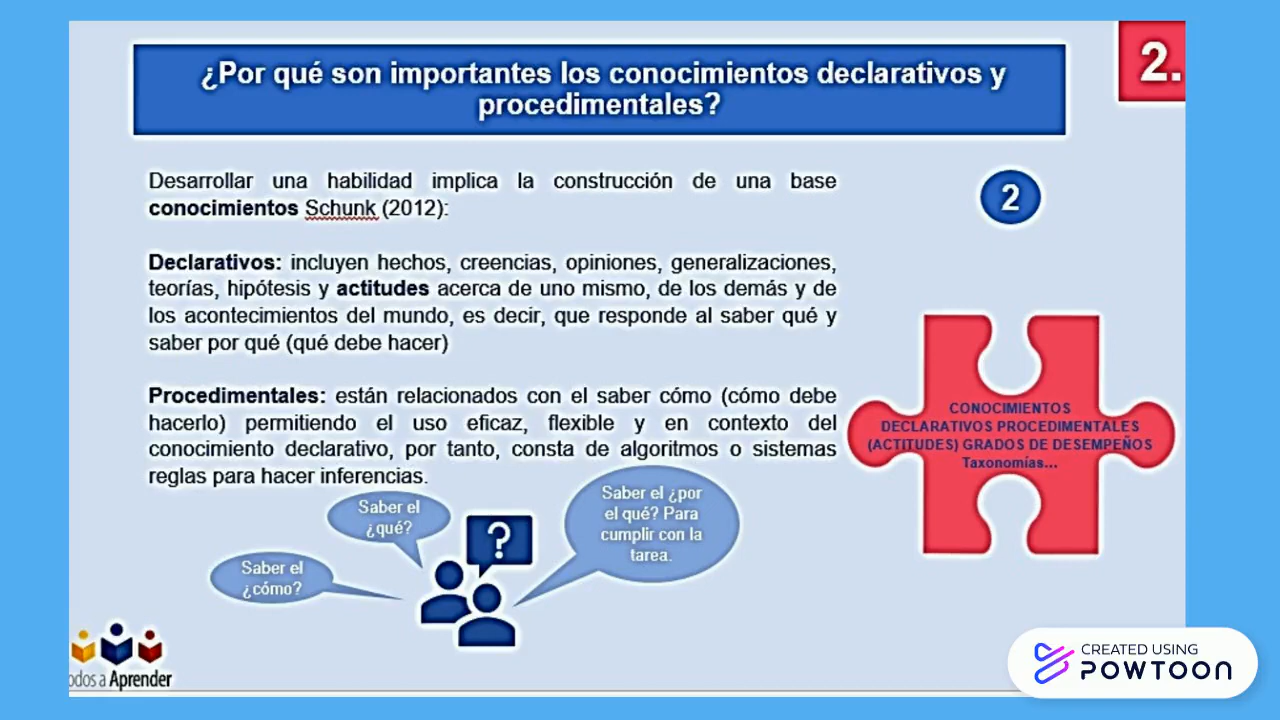 ¿Por qué son importantes los conocimientos declarativos y
procedimentales?
2.
Desarrollar una habilidad implica la construcción de una base
conocimientos Schunk (2012):
2
Declarativos: incluyen hechos, creencias, opiniones, generalizaciones,
teorías, hipótesis y actitudes acerca de uno mismo, de los demás y de
los acontecimientos del mundo, es decir, que responde al saber qué y
saber por qué (qué debe hacer)
Procedimentales: están relacionados con el saber cómo (cómo debe
hacerlo) permitiendo el uso eficaz, flexible y en contexto del
conocimiento declarativo, por tanto, consta de algoritmos o sistemas
reglas para hacer inferencias.
CONOCIMIENTOS
DECLARATIVOS PROCEDIMENTALES
(ACTITUDES) GRADOS DE DESEMPEÑOS
Taxonomías...
Saber el
¿qué?
Saber el ¿por
el qué? Para
cumplir con la
tarea.
?
Saber el
¿cómo?
odos a Aprender
CREATED USING
POWTOON